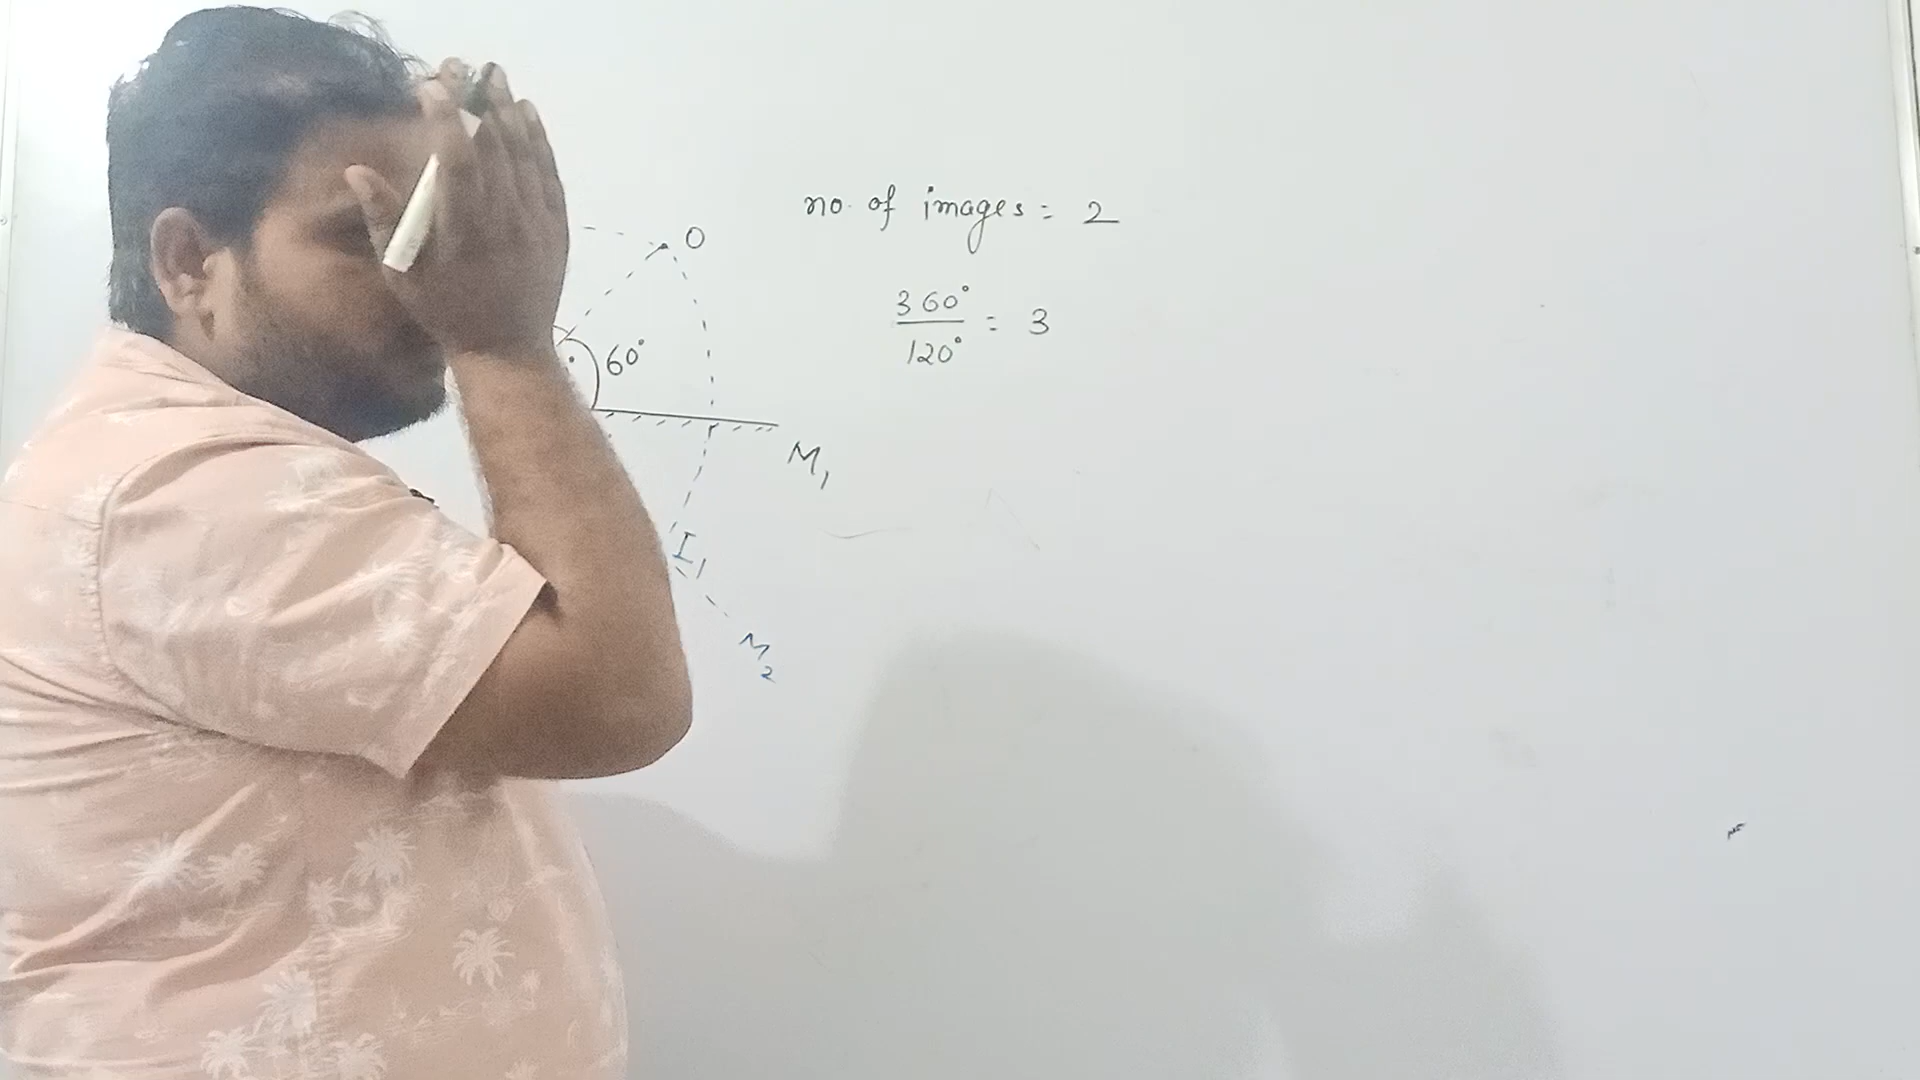 no. of images = 2
O
360°
120°
= 3
60°
M₁
I₁
M₂